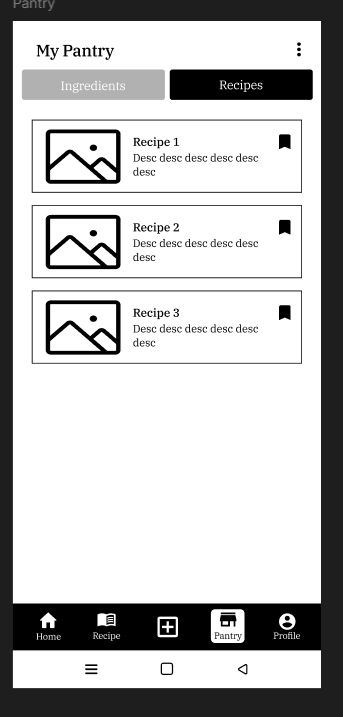 Pantry
My Pantry
Ingredients
Recipes
Recipe 1
Desc desc desc desc desc
desc
Recipe 2
Desc desc desc desc desc
desc
Recipe 3
Desc desc desc desc desc
desc
Home
Recipe
Pantry
Profile